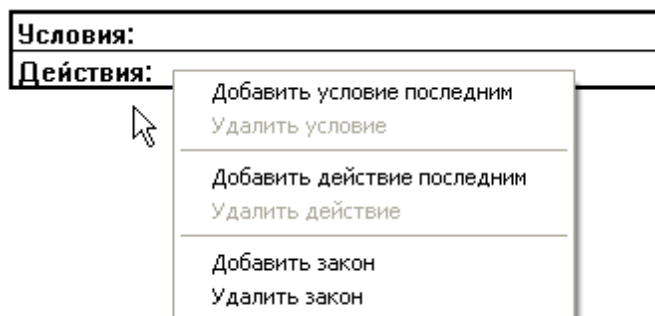 Условия:
Действия:
Добавить условие последним
Удалить условие
Добавить действие последним
Удалить действие
Добавить закон
Удалить закон